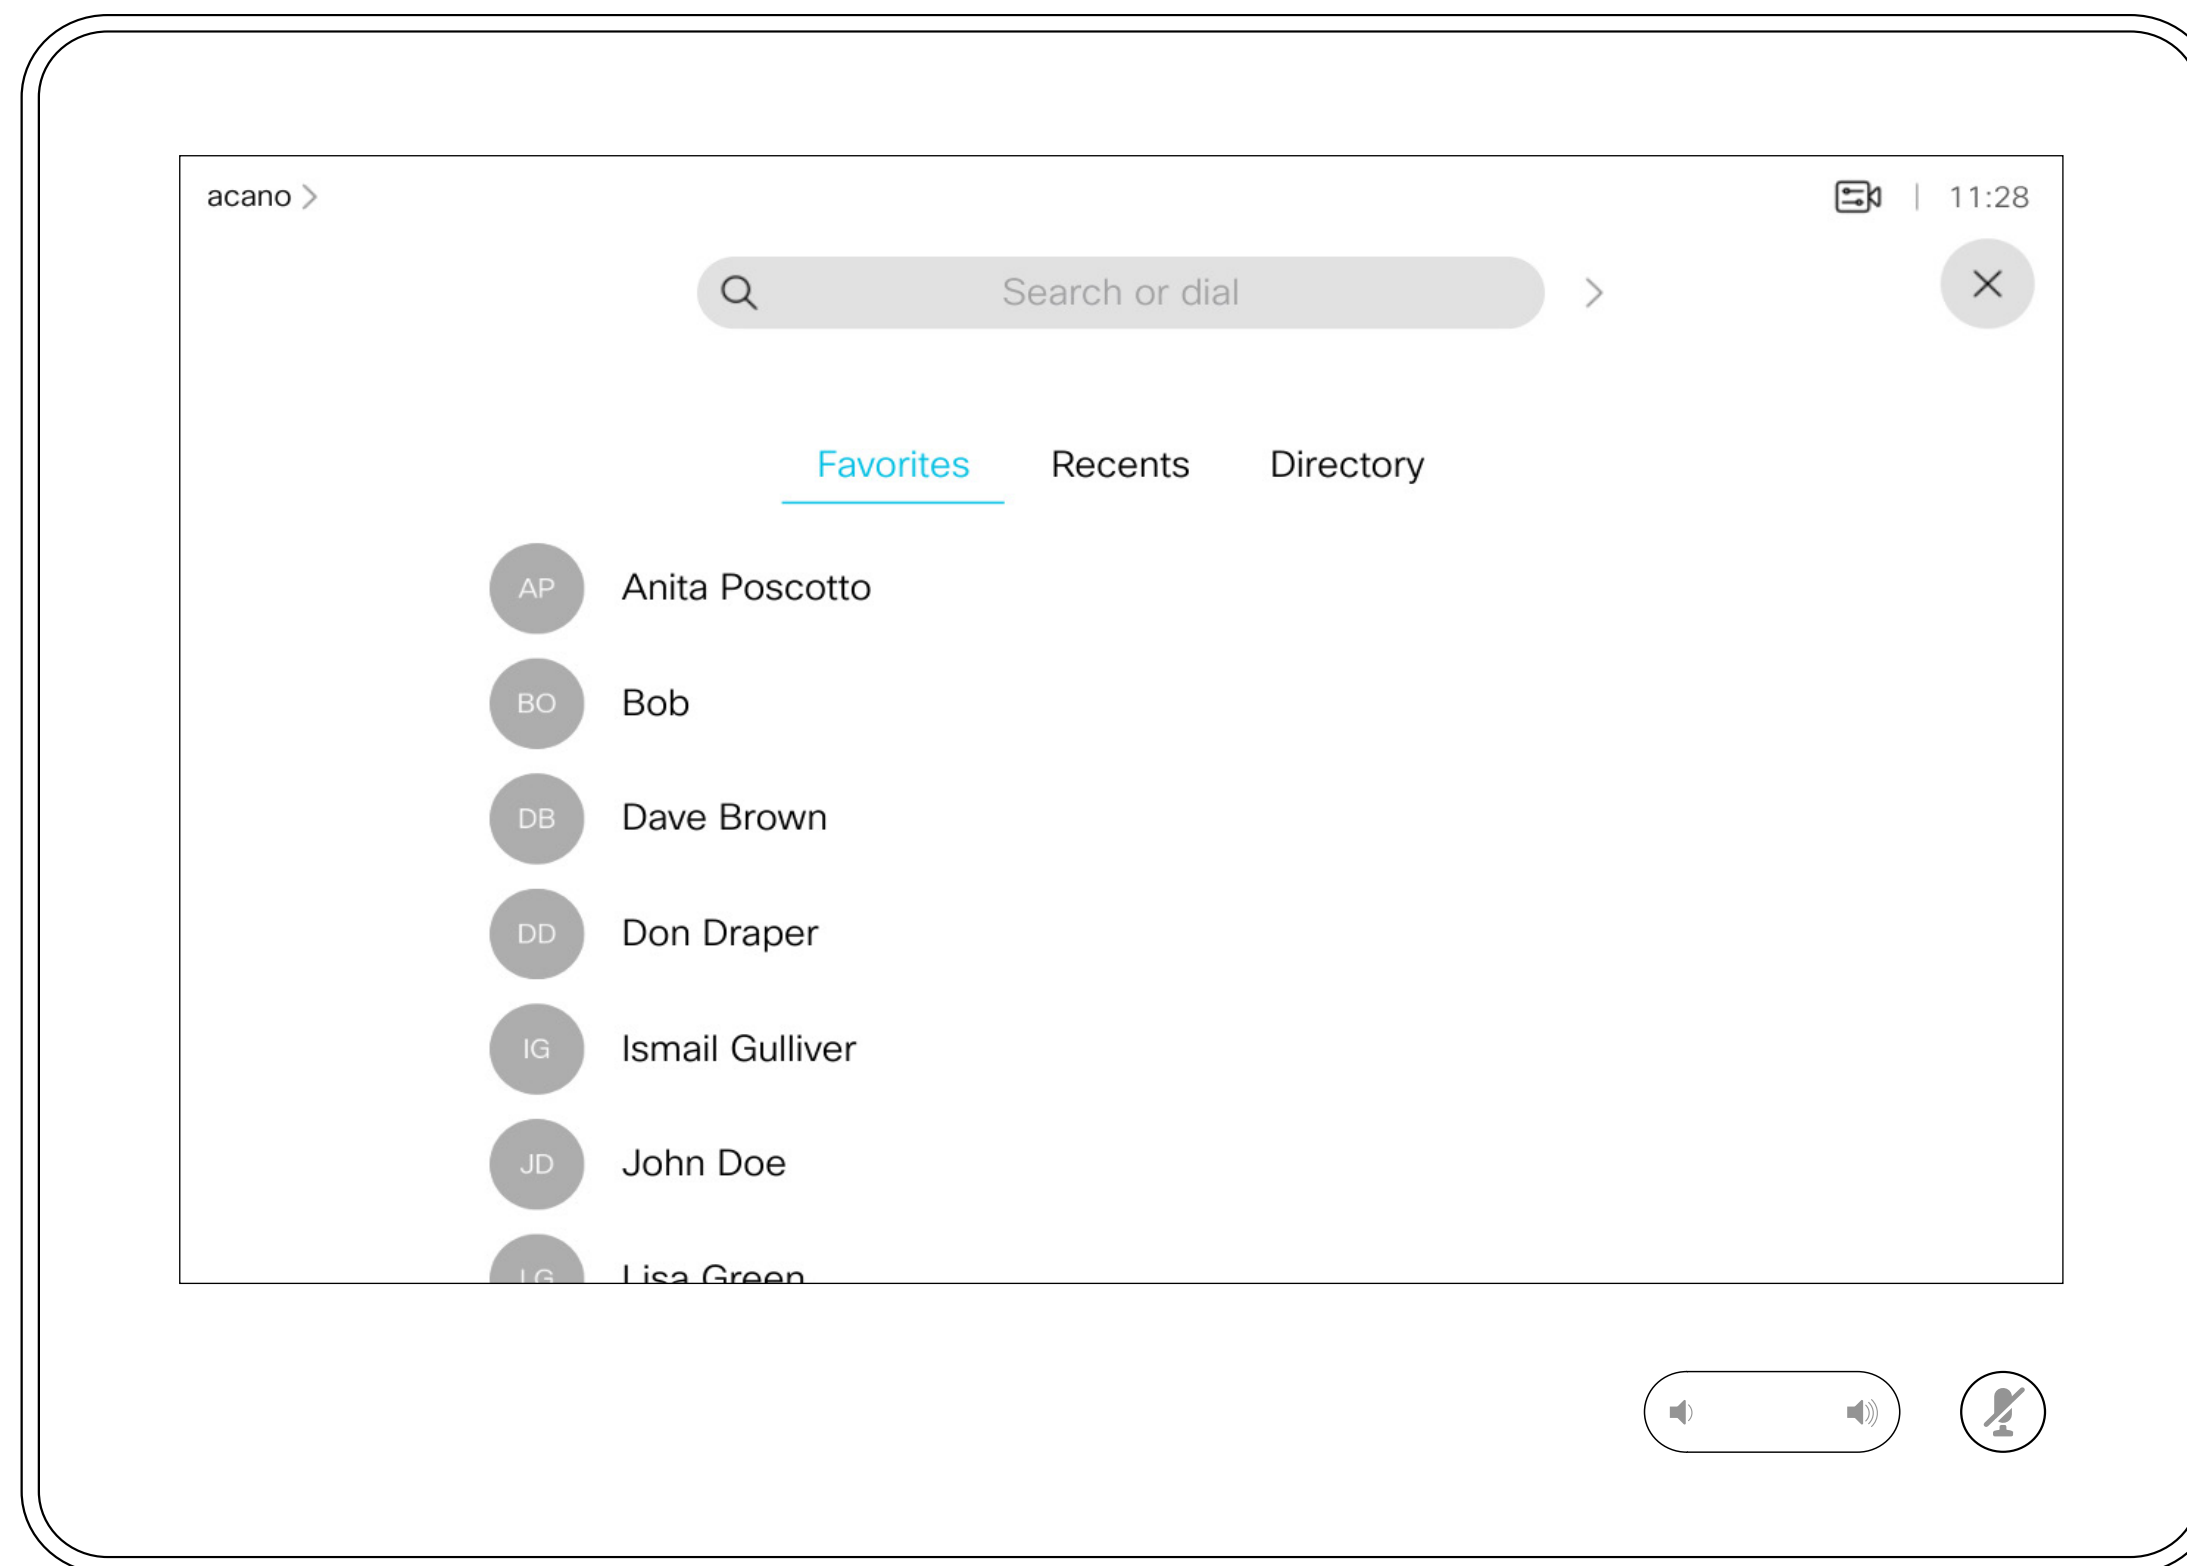 acano
11:28
Search or dial
Favorites Recents Directory
AP Anita Poscotto
BO Bob
DB Dave Brown
DD Don Draper
IG Ismail Gulliver
JD John Doe
LG Lisa Green